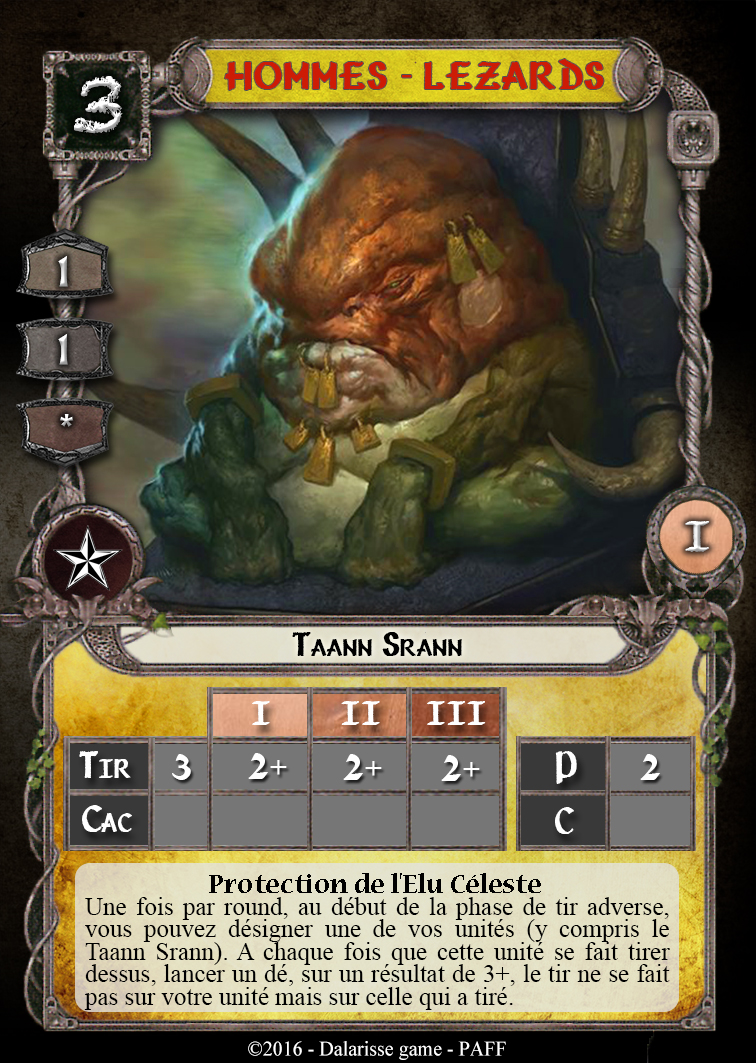 3
HOMMES - LEZARDS
1
1
*
I
TAANN SRANN
I II III
TIR 3 2+ 2+ 2+ P 2
CAC C
Protection de l'Elu Céleste
Une fois par round, au début de la phase de tir adverse,
vous pouvez désigner une de vos unités (y compris le
Taann Srann). A chaque fois que cette unité se fait tirer
dessus, lancer un dé, sur un résultat de 3+, le tir ne se fait
pas sur votre unité mais sur celle qui a tiré.
©2016 - Dalarisse game - PAFF